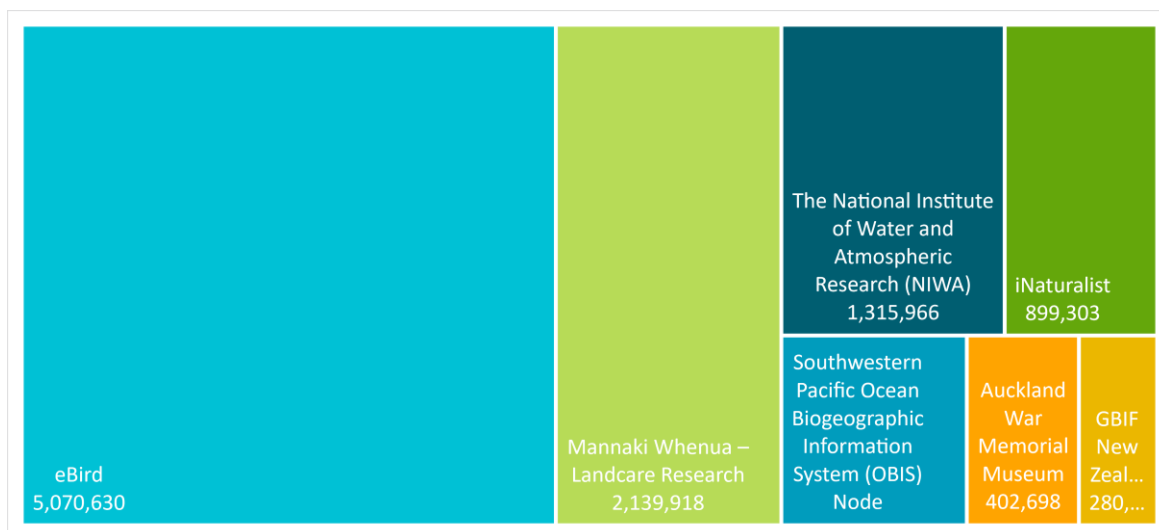 eBird
5,070,630
Mannaki Whenua –
Landcare Research
2,139,918
The National Institute
of Water and
Atmospheric
Research (NIWA)
1,315,966
iNaturalist
899,303
Southwestern
Pacific Ocean
Biogeographic
Information
System (OBIS)
Node
Auckland
War
Memorial
Museum
402,698
GBIF
New
Zeal...
280,...